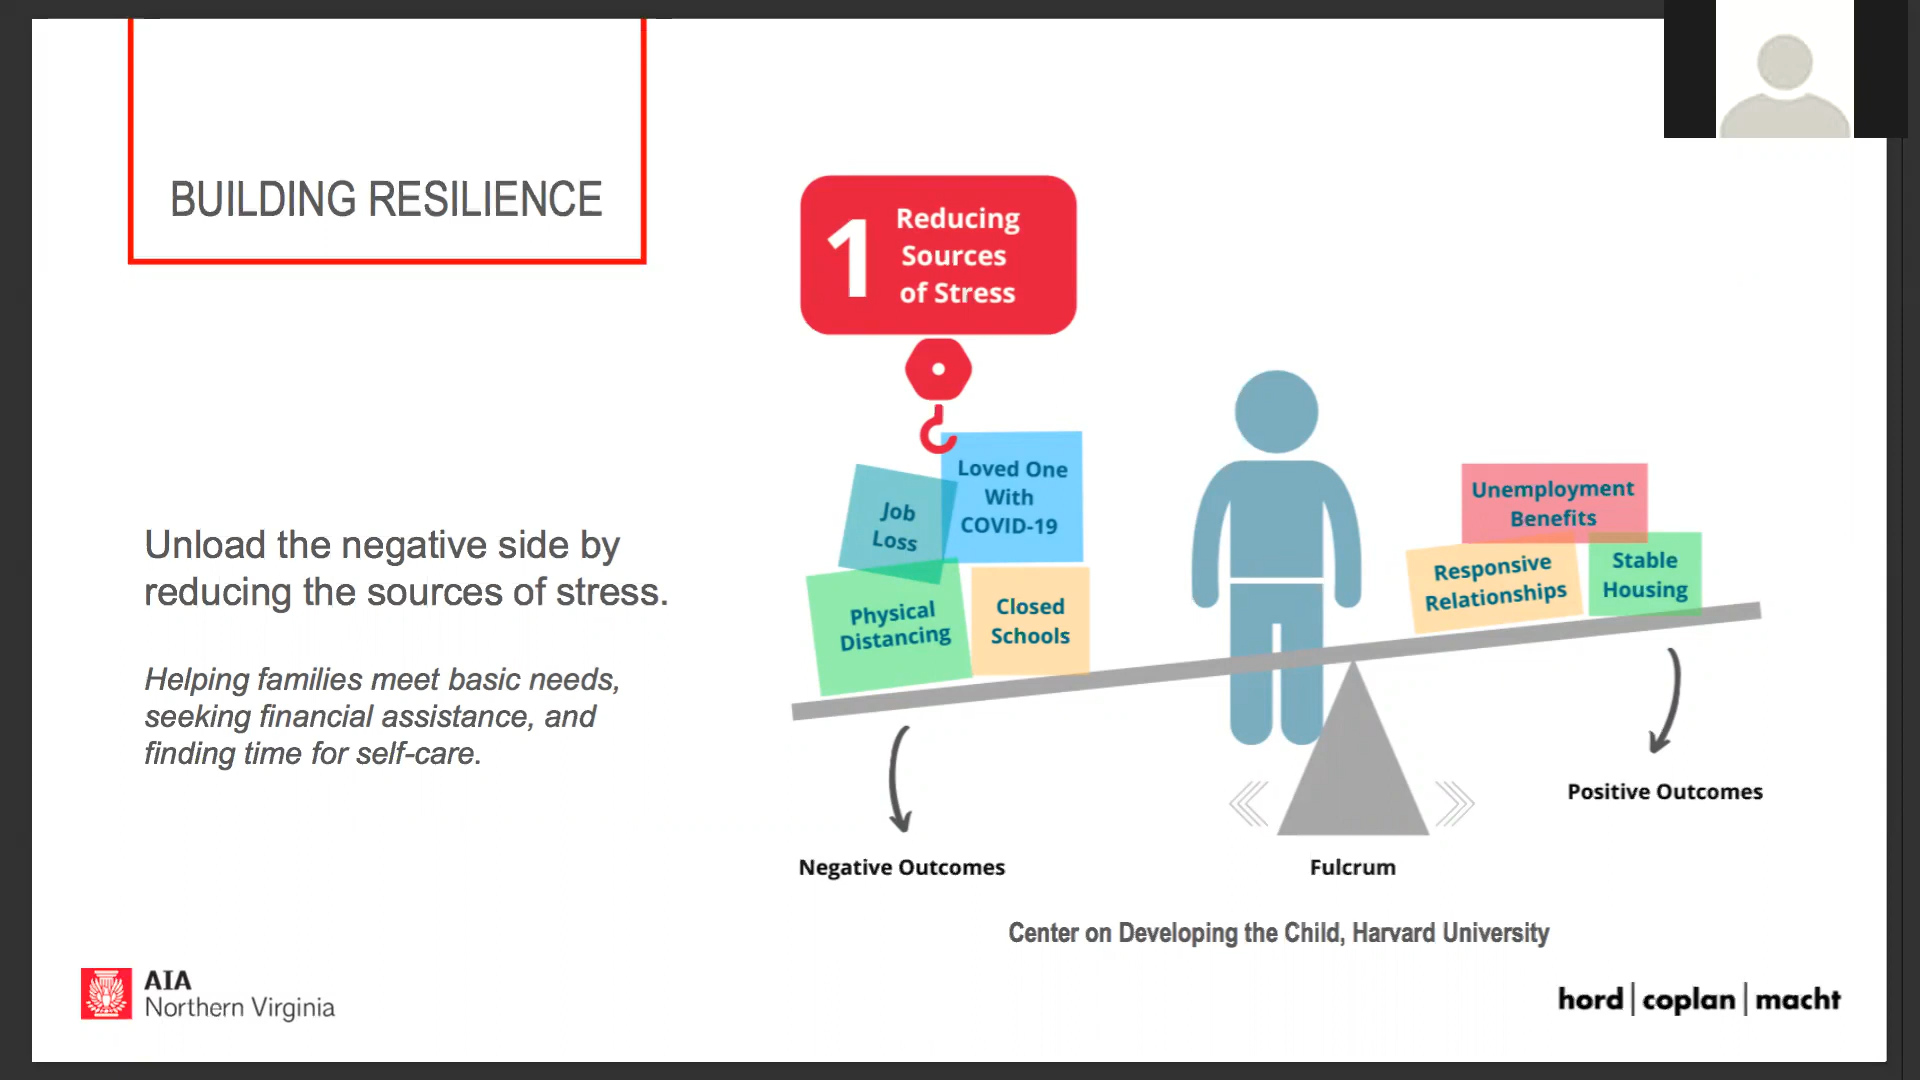 BUILDING RESILIENCE
Unload the negative side by
reducing the sources of stress.
Helping families meet basic needs,
seeking financial assistance, and
finding time for self-care.
1
Reducing
Sources
of Stress
Job
Loss
Loved One
With
COVID-19
Physical
Distancing
Closed
Schools
Unemployment
Benefits
Responsive
Relationships
Stable
Housing
Negative Outcomes
Fulcrum
Positive Outcomes
Center on Developing the Child, Harvard University
AIA
Northern Virginia
hord|coplan|macht